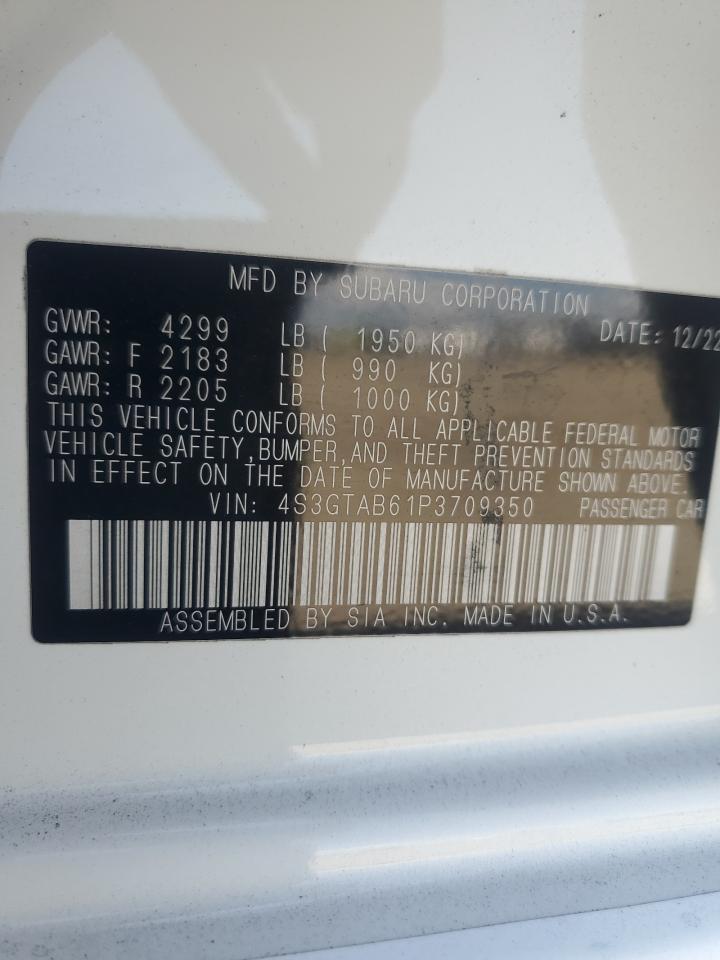 MFD BY SUBARU CORPORATION
GVWR: 4299 LB ( 1950 KG) DATE: 12/22
GAWR: F 2183 LB ( 990 KG)
GAWR: R 2205 LB ( 1000 KG)
THIS VEHICLE CONFORMS TO ALL APPLICABLE FEDERAL MOTOR
VEHICLE SAFETY,BUMPER,AND THEFT PREVENTION STANDARDS
IN EFFECT ON THE DATE OF MANUFACTURE SHOWN ABOVE.
VIN: 4S3GTAB61P3709350 PASSENGER CAR
ASSEMBLED BY SIA INC. MADE IN U.S.A.